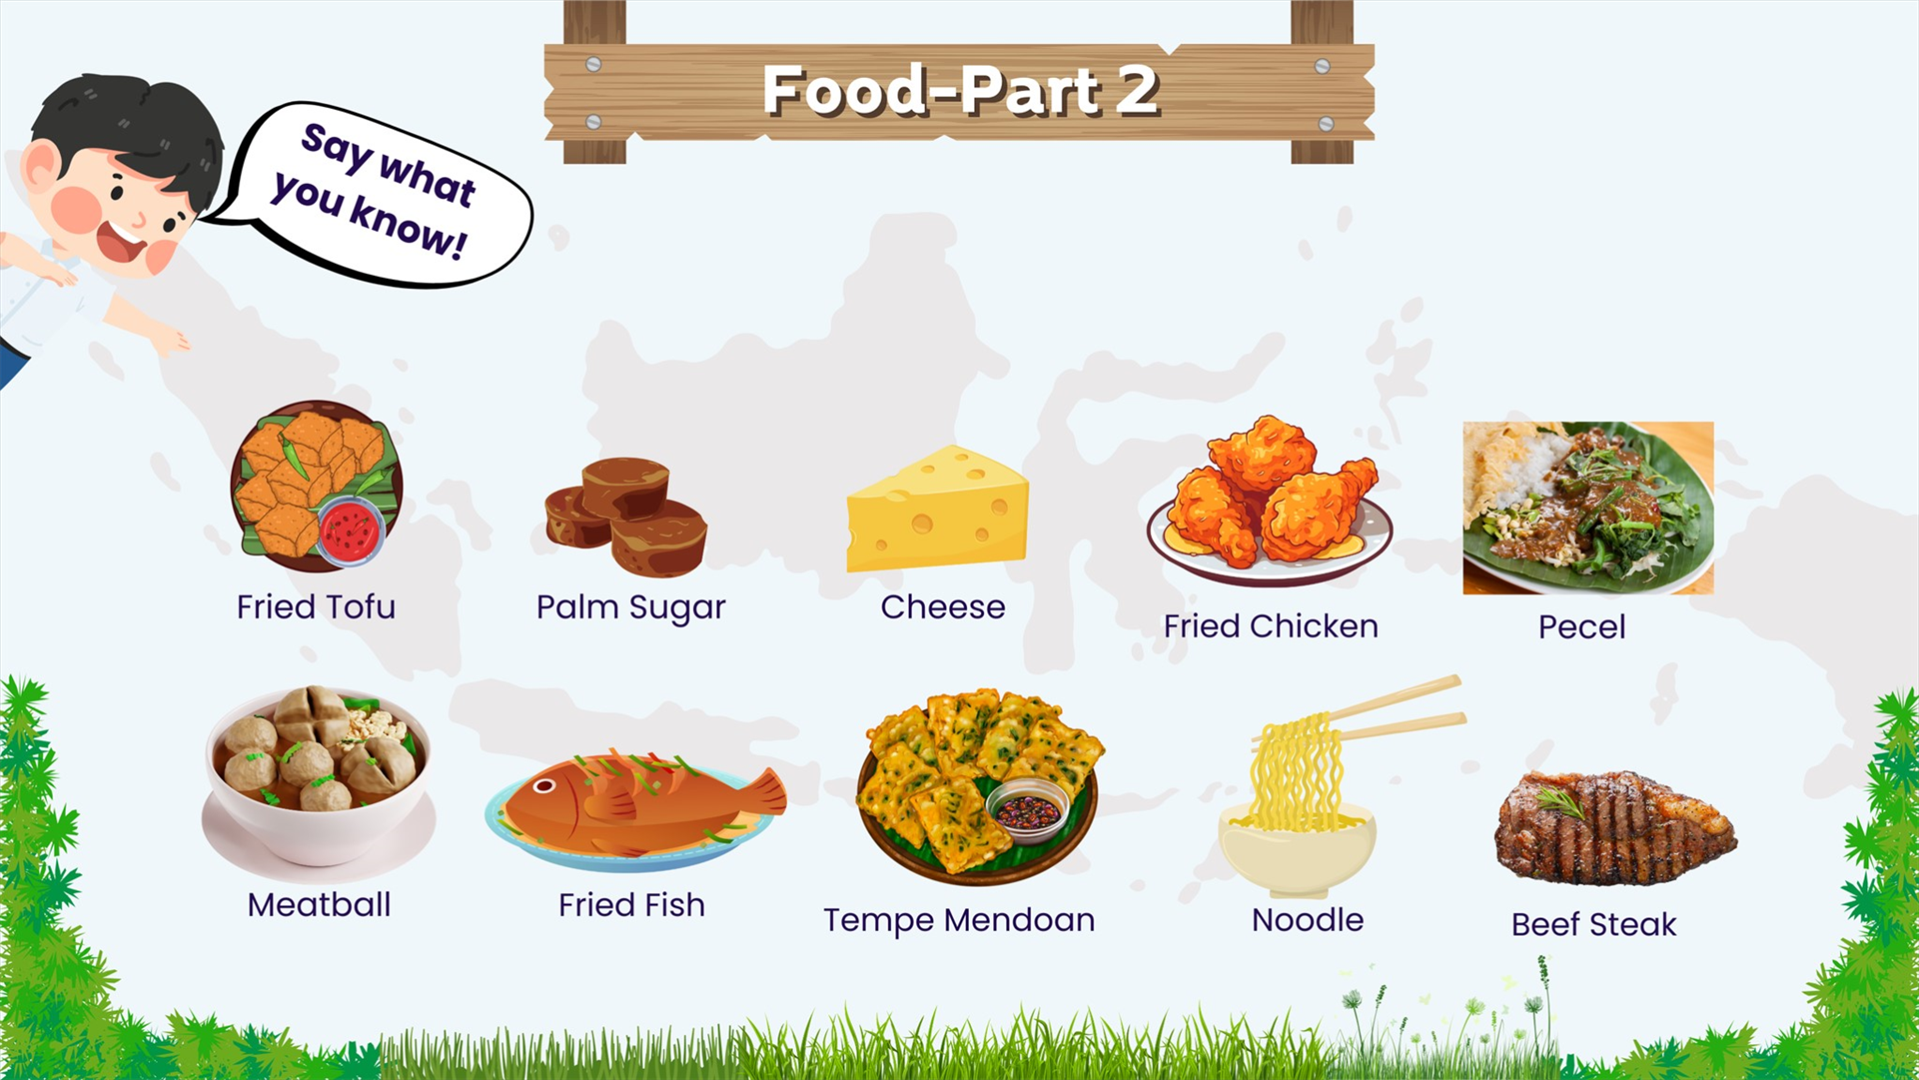 Food-Part 2
Say what
you know!
Fried Tofu
Palm Sugar
Cheese
Fried Chicken
Pecel
Meatball
Fried Fish
Tempe Mendoan
Noodle
Beef Steak